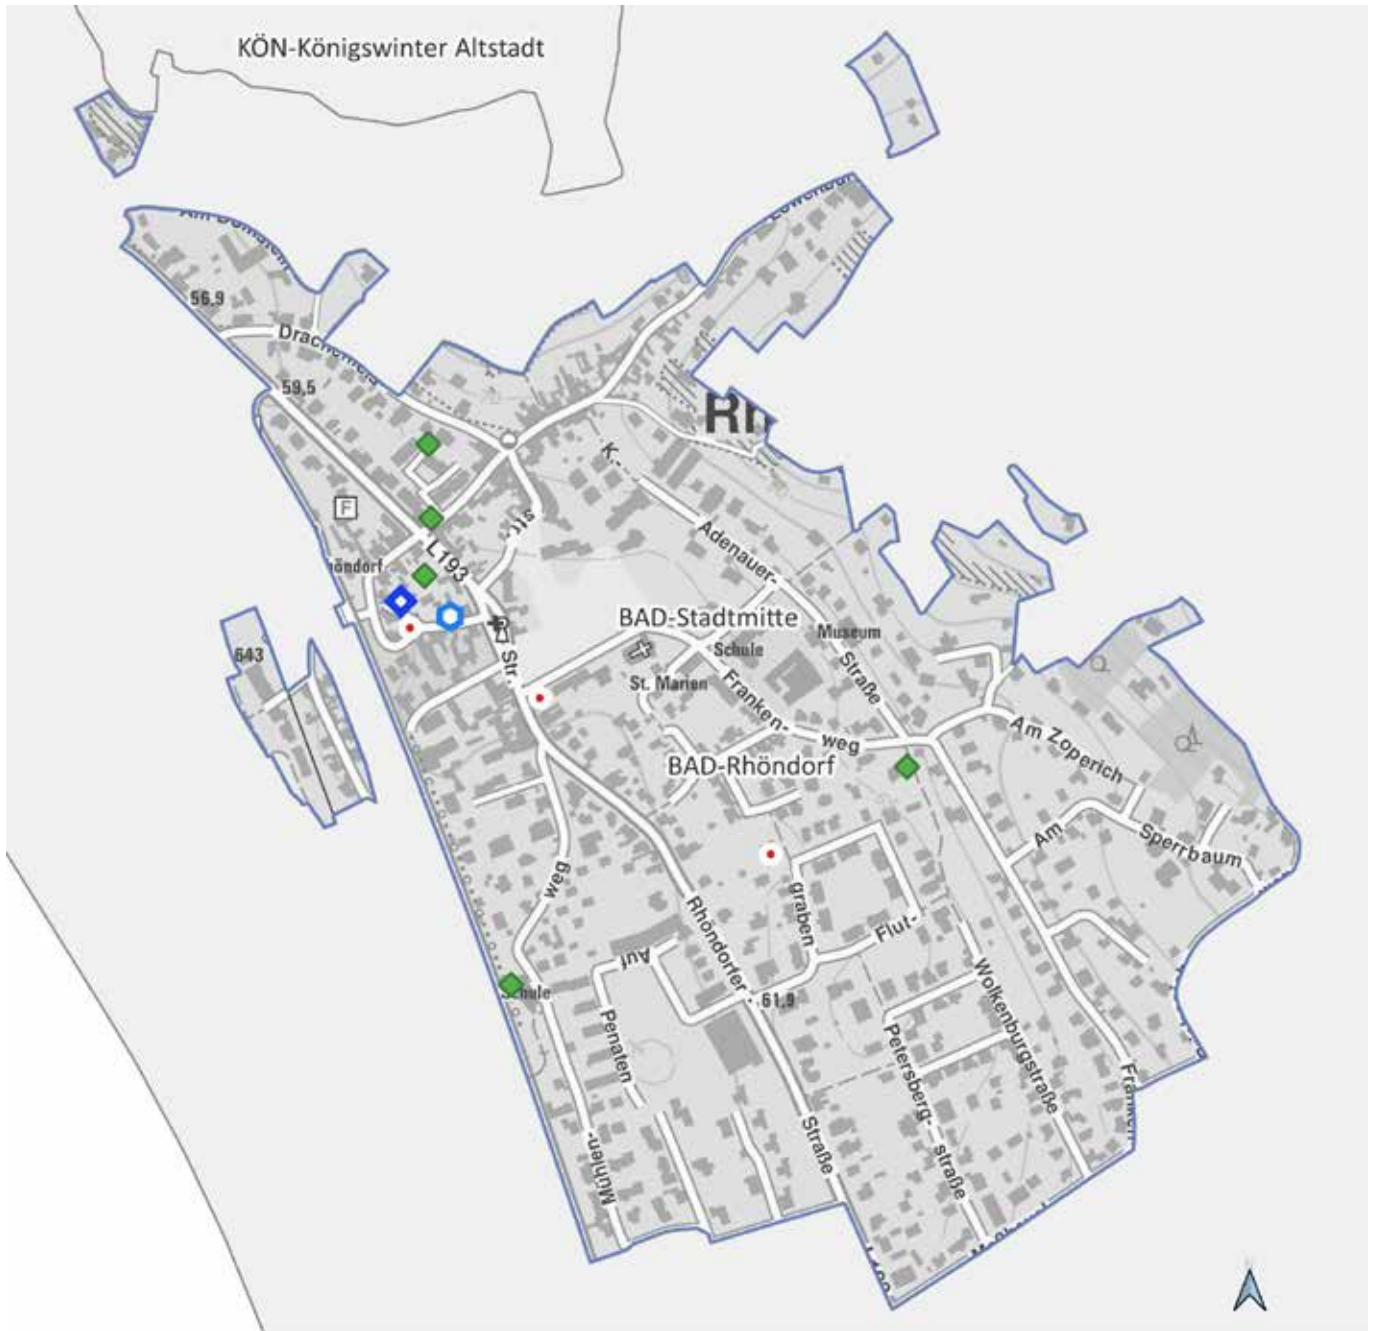 KÖN-Königswinter Altstadt
56,9
59,5
F
K.-
L193
Adenauer-
Straße
643
BAD-Stadtmitte
Museum
Schule
St. Marien
Str.
Franken-
weg
BAD-Rhöndorf
Am Zoperich
Am
Sperrbaum
weg
graben
Flut-
Rhöndorfer
Auf
61,9
Penaten
Wolkenburgstraße
Petersberg-
straße
Straße
Mühlen-
Franken